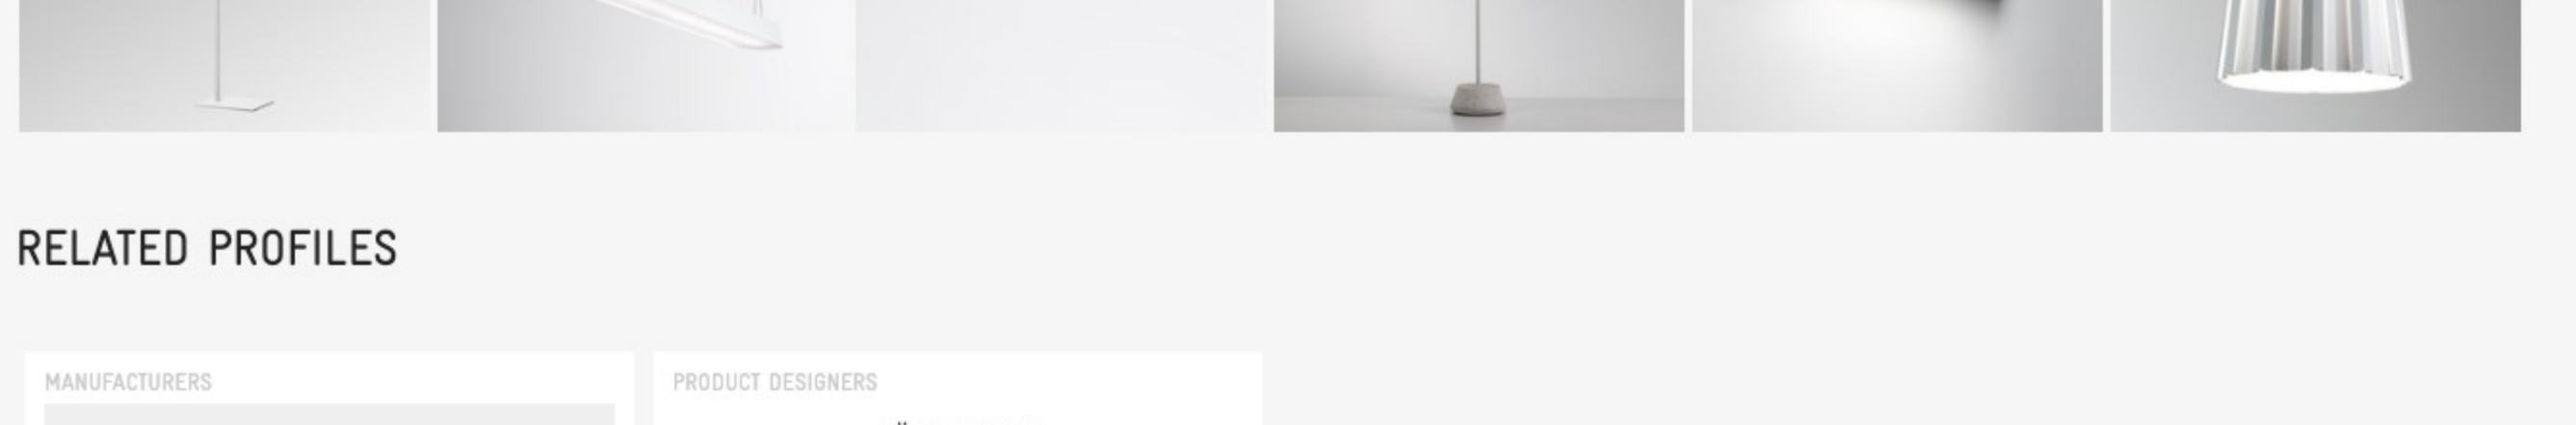 RELATED PROFILES
MANUFACTURERS
PRODUCT DESIGNERS